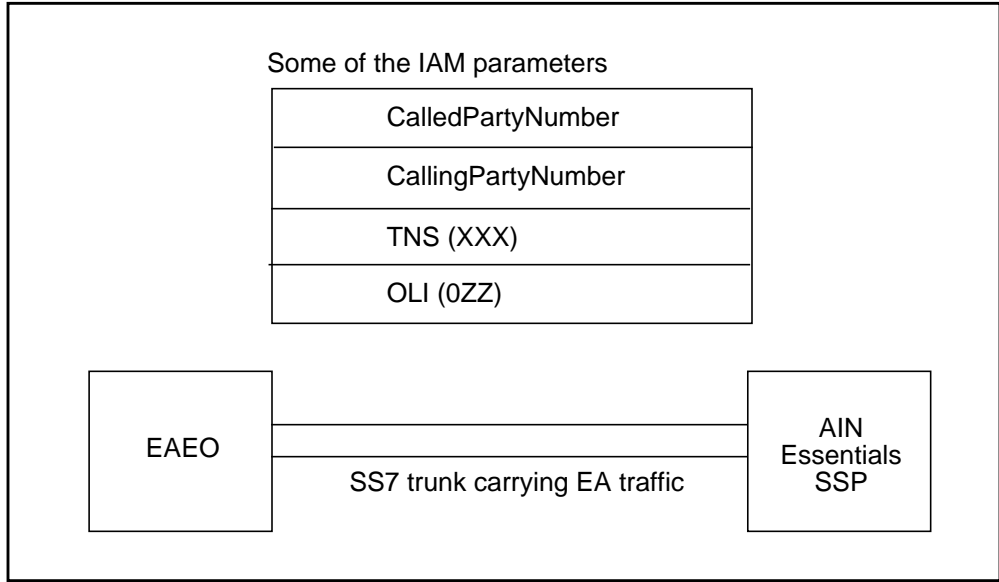 Some of the IAM parameters
CalledPartyNumber
CallingPartyNumber
TNS (XXX)
OLI (0ZZ)
EAEO
SS7 trunk carrying EA traffic
AIN
Essentials
SSP